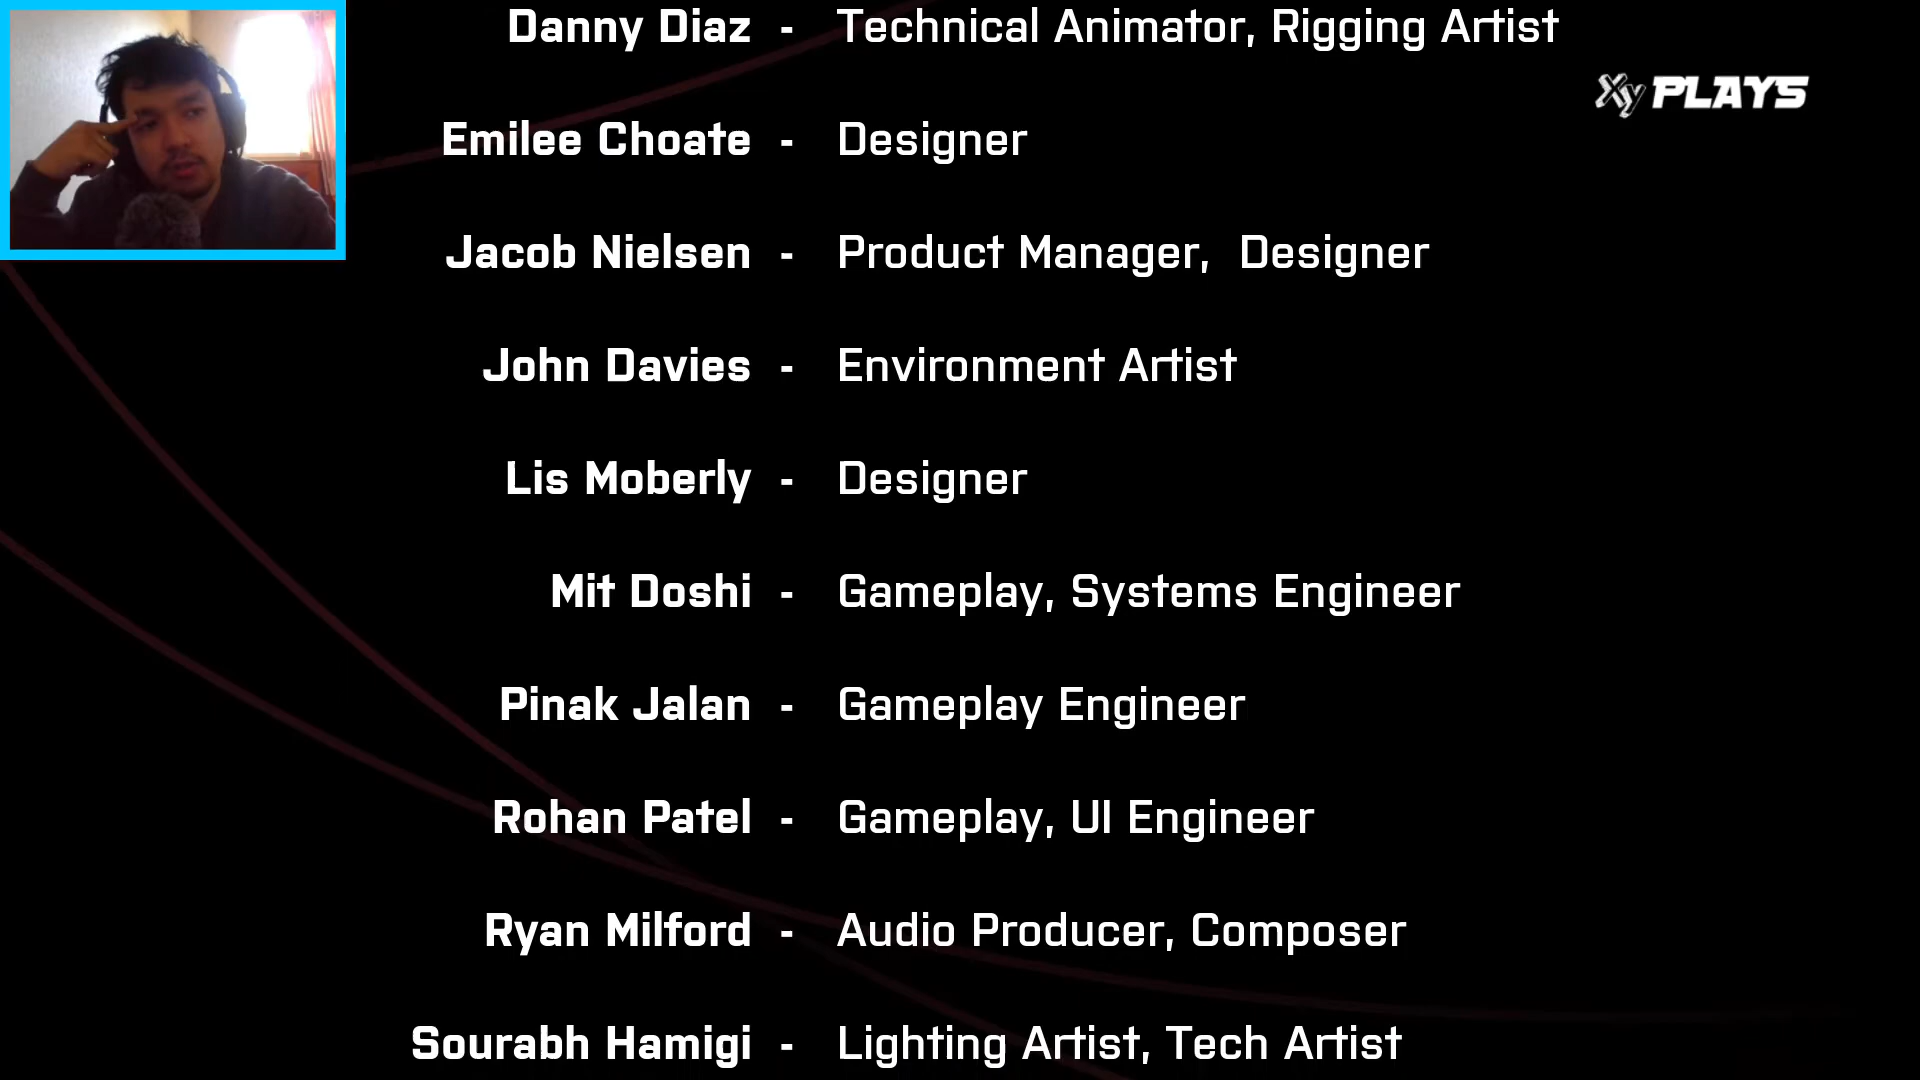 Danny Diaz - Technical Animator, Rigging Artist
Xy PLAYS
Emilee Choate - Designer
Jacob Nielsen - Product Manager, Designer
John Davies - Environment Artist
Lis Moberly - Designer
Mit Doshi - Gameplay, Systems Engineer
Pinak Jalan - Gameplay Engineer
Rohan Patel - Gameplay, UI Engineer
Ryan Milford - Audio Producer, Composer
Sourabh Hamigi - Lighting Artist, Tech Artist